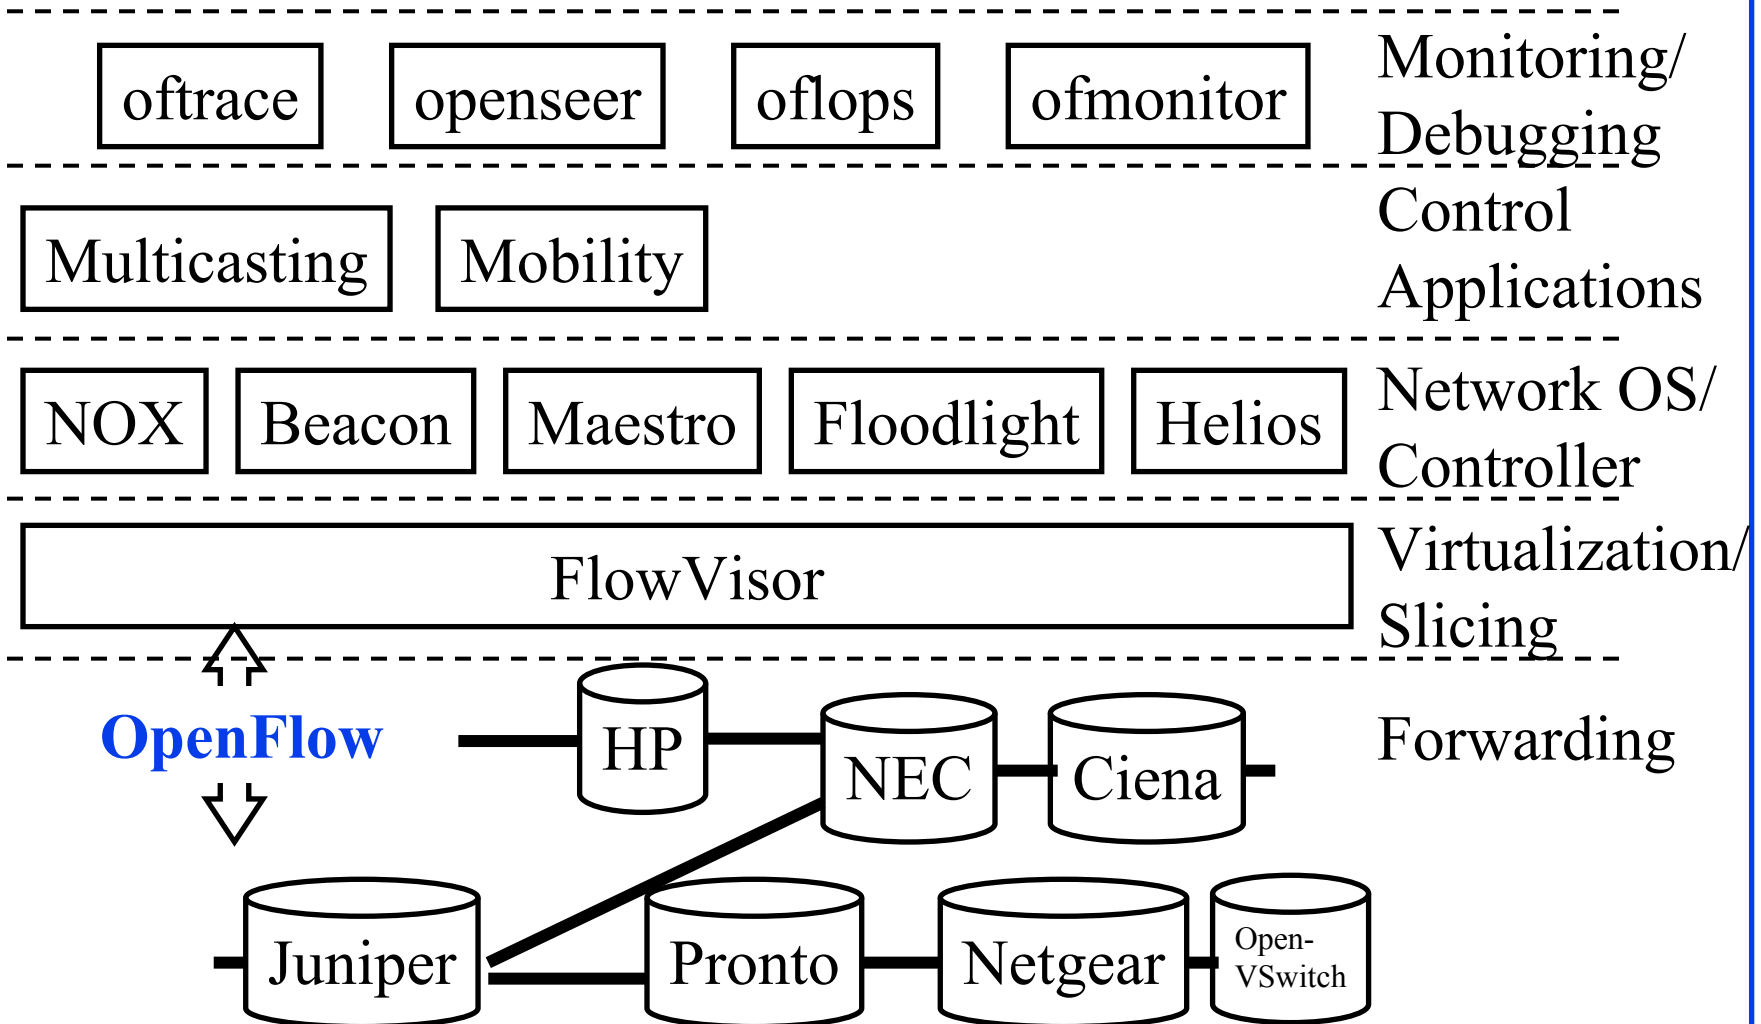 oftrace openseer oflops ofmonitor
Monitoring/
Debugging
Multicasting Mobility
Control
Applications
NOX Beacon Maestro Floodlight Helios
Network OS/
Controller
FlowVisor
Virtualization/
Slicing
OpenFlow HP NEC Ciena
Forwarding
Juniper Pronto Netgear
Open-
VSwitch